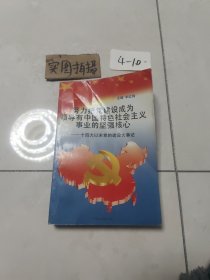 实图拍摄
4-10
努力把党建设成为
领导有中国特色社会主义
事业的坚强核心
——十四大以来党的建设大事记